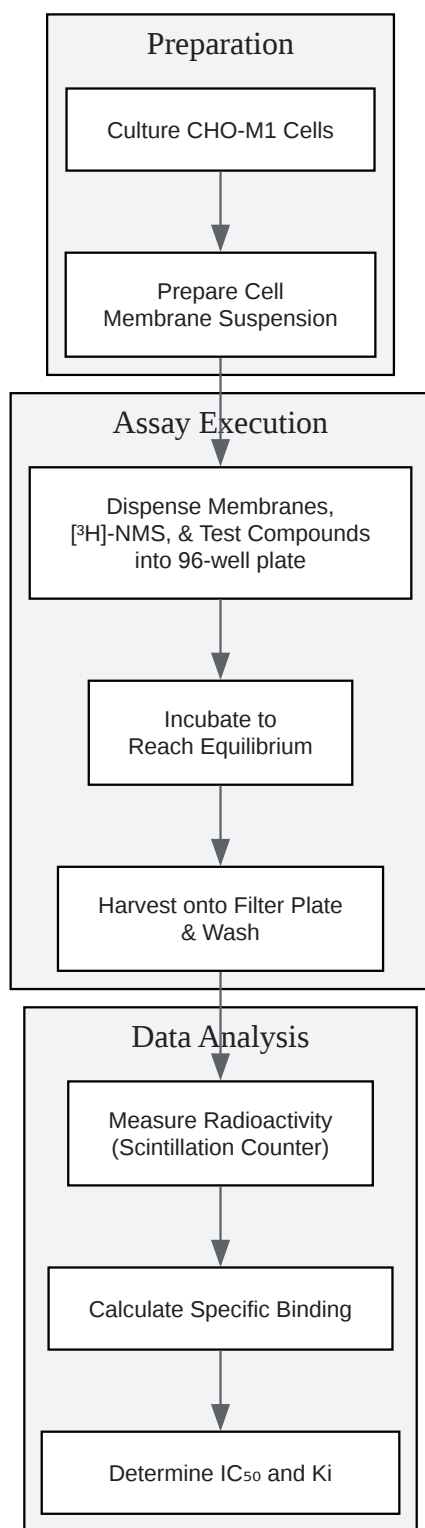 Preparation
Culture CHO-M1 Cells
Prepare Cell
Membrane Suspension
Assay Execution
Dispense Membranes,
[³H]-NMS, & Test Compounds
into 96-well plate
Incubate to
Reach Equilibrium
Harvest onto Filter Plate
& Wash
Data Analysis
Measure Radioactivity
(Scintillation Counter)
Calculate Specific Binding
Determine IC₅₀ and Ki